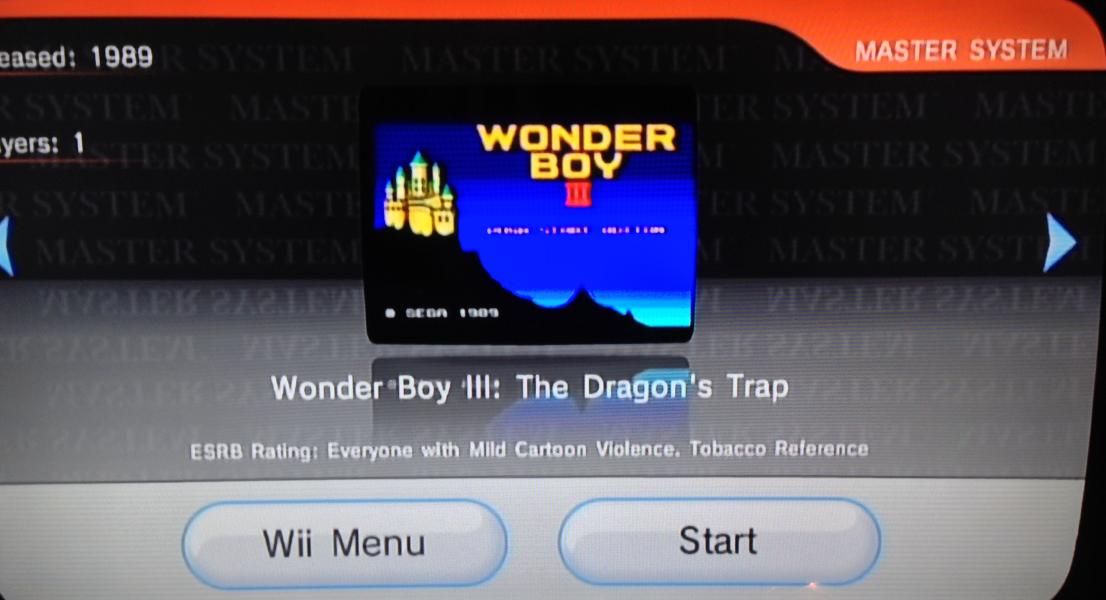 eased: 1989
MASTER SYSTEM
yers: 1
WONDER
BOY
III
© SEGA 1989
Wonder Boy III: The Dragon's Trap
ESRB Rating: Everyone with Mild Cartoon Violence. Tobacco Reference
Wii Menu
Start